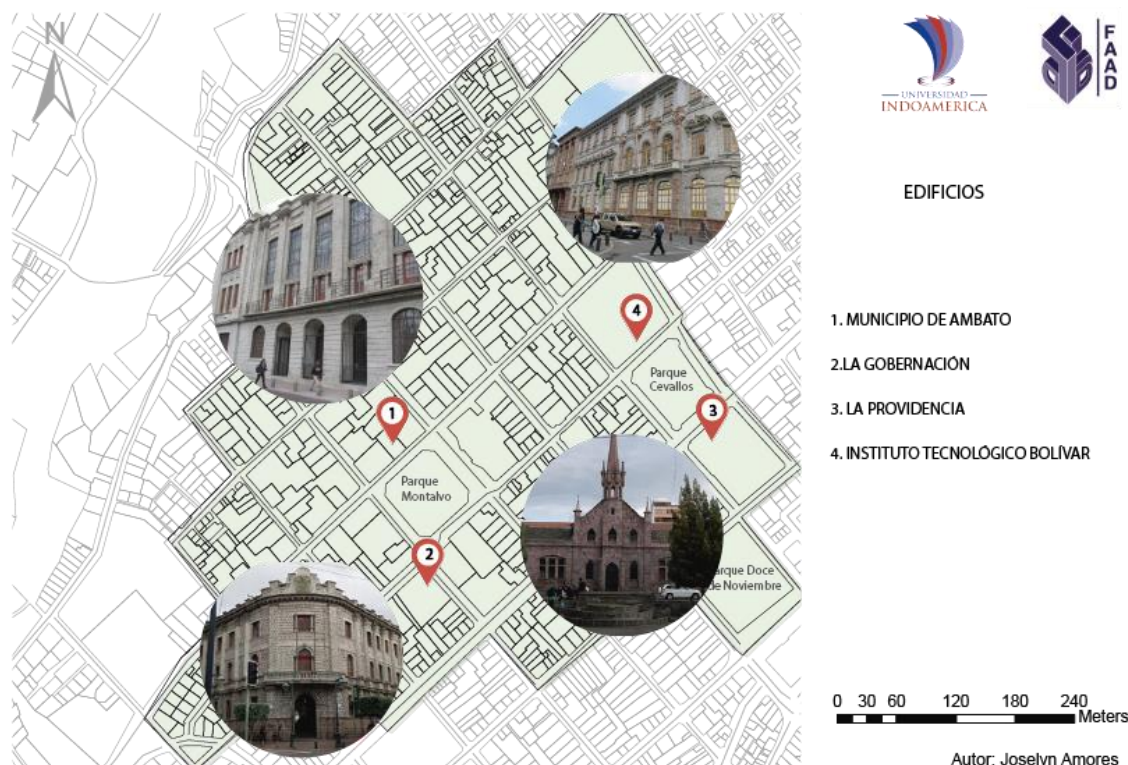 N
4
Parque
Cevallos
3
1
Parque
Montalvo
2
arque Doce
de Noviembre
UNIVERSIDAD
INDOAMERICA
FAAD
EDIFICIOS
1. MUNICIPIO DE AMBATO
2.LA GOBERNACIÓN
3. LA PROVIDENCIA
4. INSTITUTO TECNOLÓGICO BOLÍVAR
0 30 60 120 180 240
Meters
Autor: Joselyn Amores